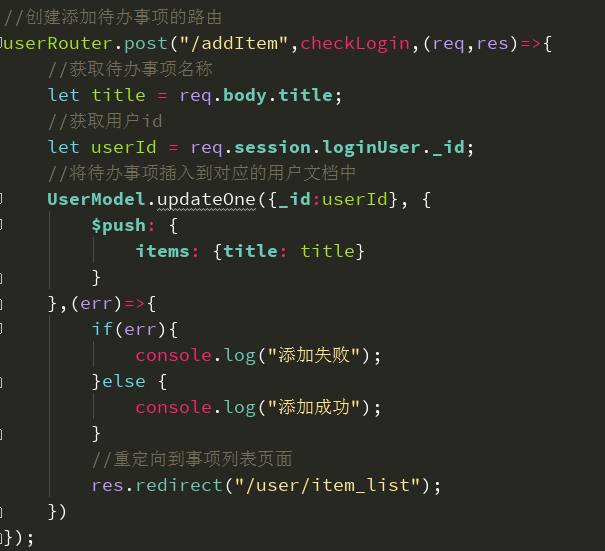 //创建添加待办事项的路由
userRouter.post("/addItem",checkLogin,(req,res)=>{
    //获取待办事项名称
    let title = req.body.title;
    //获取用户id
    let userId = req.session.loginUser._id;
    //将待办事项插入到对应的用户文档中
    UserModel.updateOne({_id:userId}, {
        $push: {
            items: {title: title}
        }
    },(err)=>{
        if(err){
            console.log("添加失败");
        }else {
            console.log("添加成功");
        }
        //重定向到事项列表页面
        res.redirect("/user/item_list");
    })
});